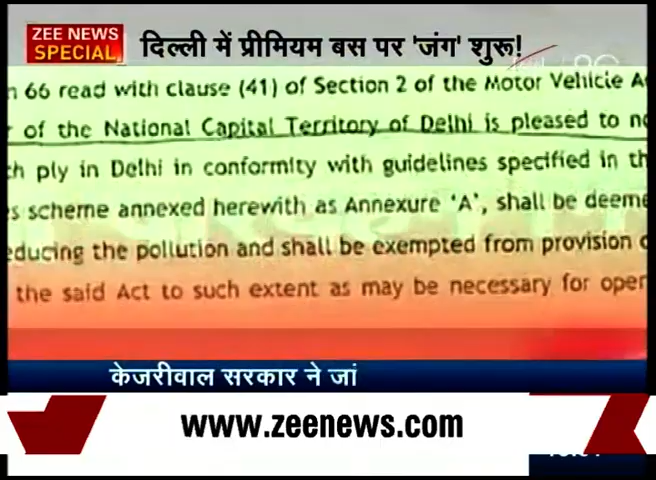 ZEE NEWS
SPECIAL
दिल्ली में प्रीमियम बस पर 'जंग' शुरू!
66 read with clause (41) of Section 2 of the Motor Vehicle
of the National Capital Territory of Delhi is pleased to
ply in Delhi in conformity with guidelines specified in
scheme annexed herewith as Annexure 'A', shall be
the pollution and shall be exempted from provision
the said Act to such extent as may be necessary for
केजरीवाल सरकार ने जां
www.zeenews.com